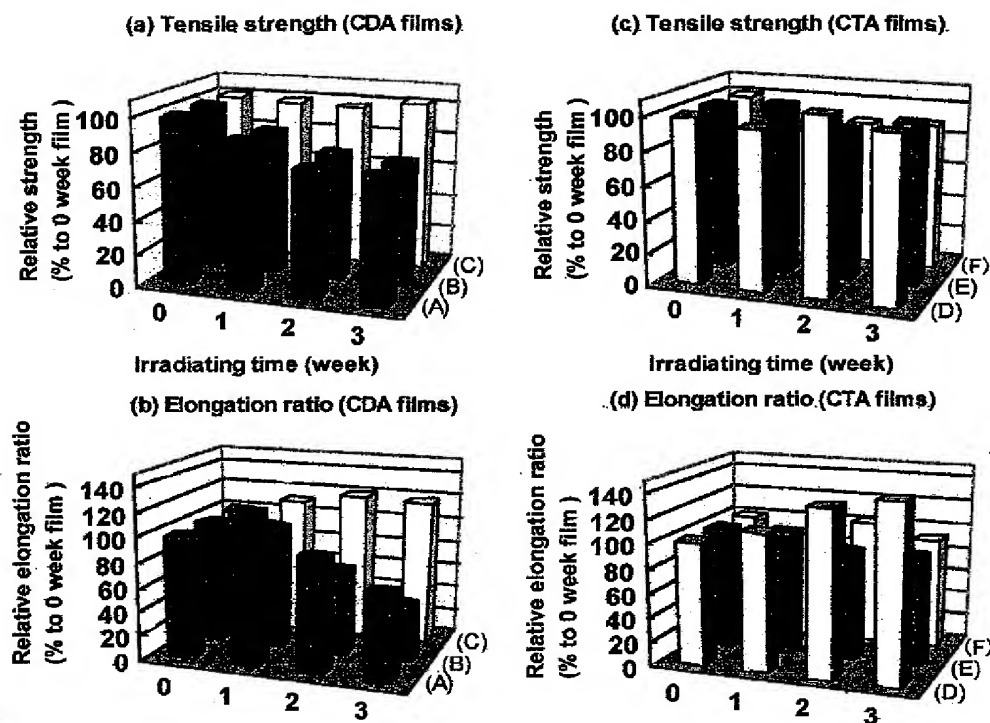 (a) Tensile strength (CDA films)
Relative strength
(% to 0 week film )
100
80
60
40
20
0
0
1
2
3
(A)
(B)
(C)
Irradiating time (week)
(c) Tensile strength (CTA films)
Relative strength
(% to 0 week film )
100
80
60
40
20
0
0
1
2
3
(D)
(E)
(F)
Irradiating time (week)
(b) Elongation ratio (CDA films)
Relative elongation ratio
(% to 0 week film )
140
120
100
80
60
40
20
0
0
1
2
3
(A)
(B)
(C)
(d) Elongation ratio (CTA films)
Relative elongation ratio
(% to 0 week film )
140
120
100
80
60
40
20
0
0
1
2
3
(D)
(E)
(F)